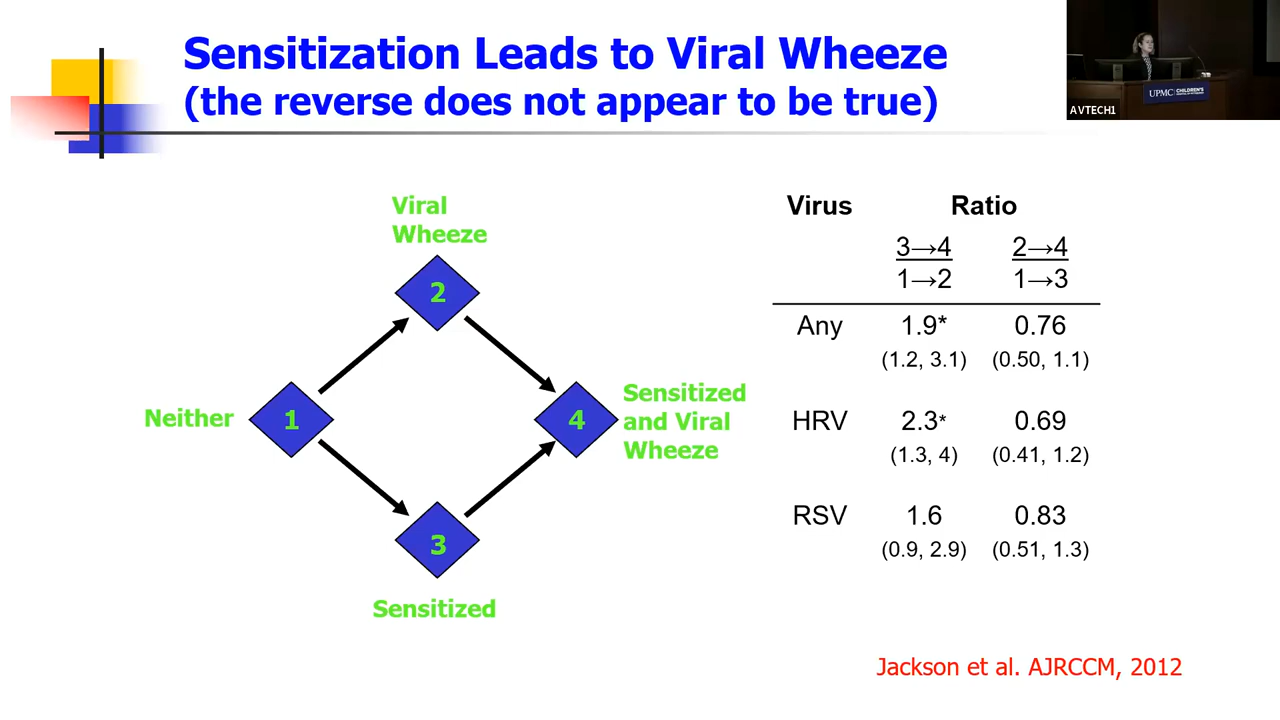 Sensitization Leads to Viral Wheeze
(the reverse does not appear to be true)
AVTECH1
UPMC CHILDREN'S
Viral
Wheeze
2
Neither
1
4
Sensitized
and Viral
Wheeze
3
Sensitized
Virus Ratio
3→4 2→4
1→2 1→3
Any 1.9* 0.76
(1.2, 3.1) (0.50, 1.1)
HRV 2.3* 0.69
(1.3, 4) (0.41, 1.2)
RSV 1.6 0.83
(0.9, 2.9) (0.51, 1.3)
Jackson et al. AJRCCM, 2012